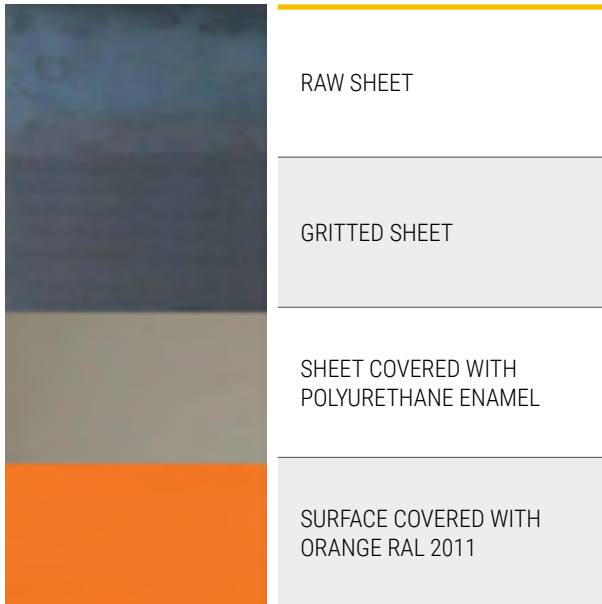 RAW SHEET
GRITTED SHEET
SHEET COVERED WITH
POLYURETHANE ENAMEL
SURFACE COVERED WITH
ORANGE RAL 2011